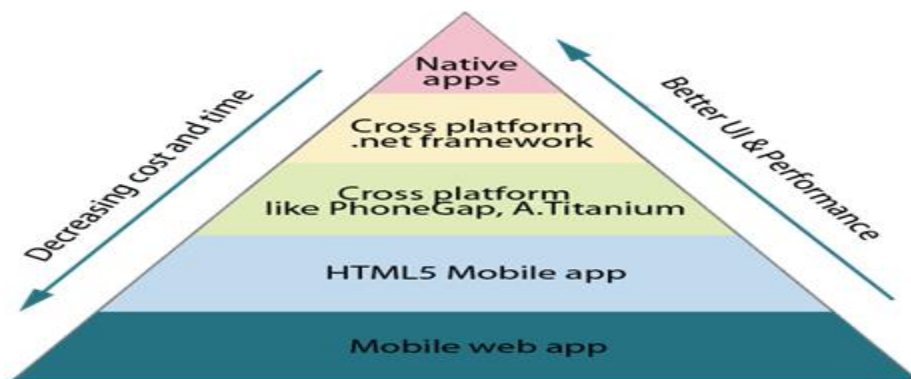 Native
apps
Cross platform
.net framework
Cross platform
like PhoneGap, A.Titanium
HTML5 Mobile app
Mobile web app
Decreasing cost and time
Better UI & Performance